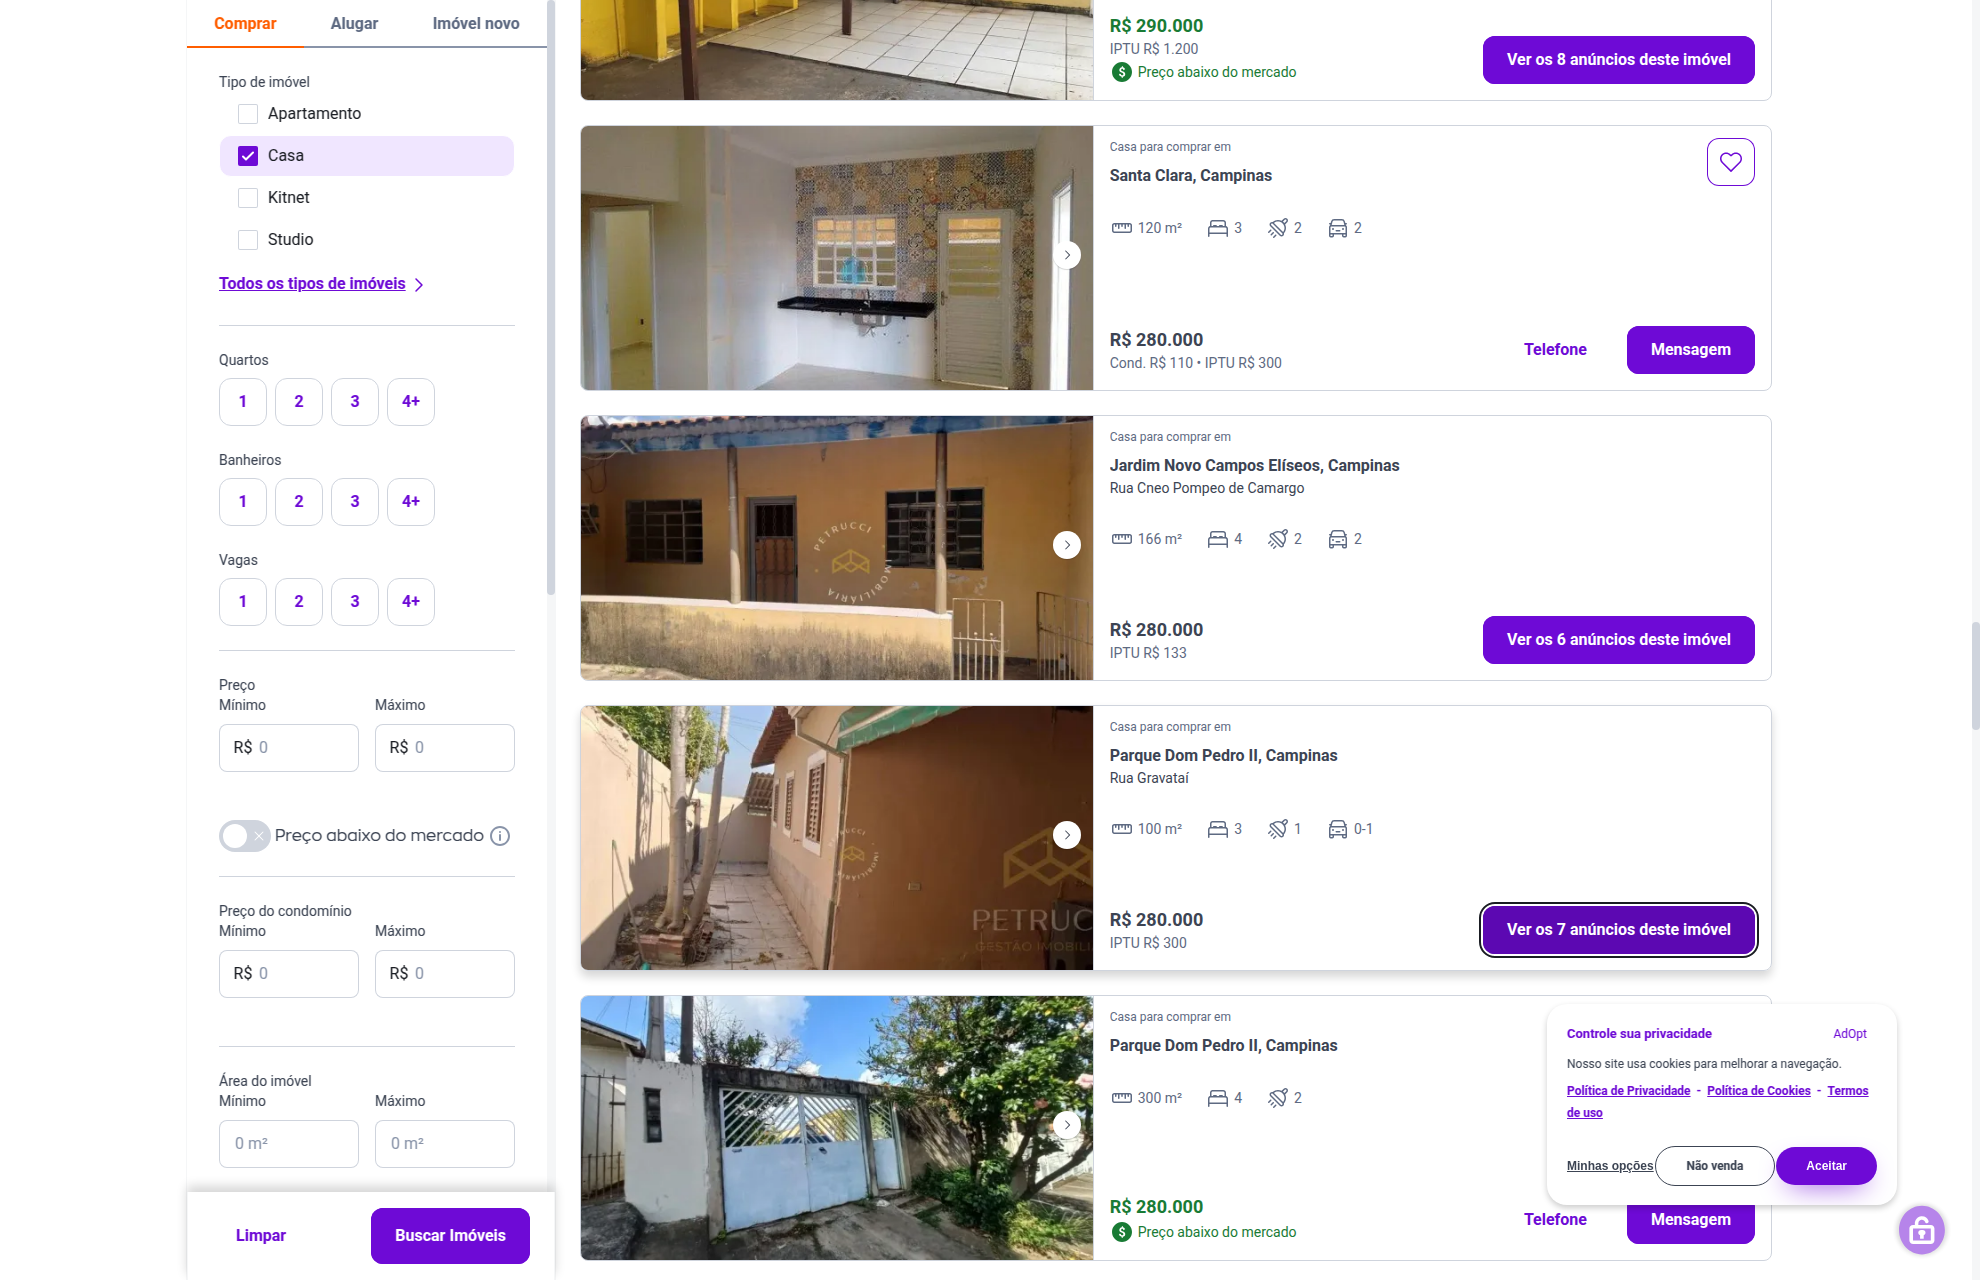 Comprar
Alugar
Imóvel novo
Tipo de imóvel
Apartamento
Casa
Kitnet
Studio
Todos os tipos de imóveis
Quartos
1
2
3
4+
Banheiros
1
2
3
4+
Vagas
1
2
3
4+
Preço
Mínimo
Máximo
R$ 0
R$ 0
Preço abaixo do mercado
Preço do condomínio
Mínimo
Máximo
R$ 0
R$ 0
Área do imóvel
Mínimo
Máximo
0 m²
0 m²
Limpar
Buscar Imóveis
R$ 290.000
IPTU R$ 1.200
Preço abaixo do mercado
Ver os 8 anúncios deste imóvel
Casa para comprar em
Santa Clara, Campinas
120 m²
3
2
2
R$ 280.000
Cond. R$ 110 • IPTU R$ 300
Telefone
Mensagem
PETRUCCI
IMOBILIÁRIA
Casa para comprar em
Jardim Novo Campos Elíseos, Campinas
Rua Cneo Pompeo de Camargo
166 m²
4
2
2
R$ 280.000
IPTU R$ 133
Ver os 6 anúncios deste imóvel
PETRUCCI
IMOBILIÁRIA
PETRUC
GESTÃO IMOBILI
Casa para comprar em
Parque Dom Pedro II, Campinas
Rua Gravataí
100 m²
3
1
0-1
R$ 280.000
IPTU R$ 300
Ver os 7 anúncios deste imóvel
Casa para comprar em
Parque Dom Pedro II, Campinas
300 m²
4
2
R$ 280.000
Preço abaixo do mercado
Telefone
Mensagem
Controle sua privacidade
AdOpt
Nosso site usa cookies para melhorar a navegação.
Política de Privacidade - Política de Cookies - Termos
de uso
Minhas opções
Não venda
Aceitar